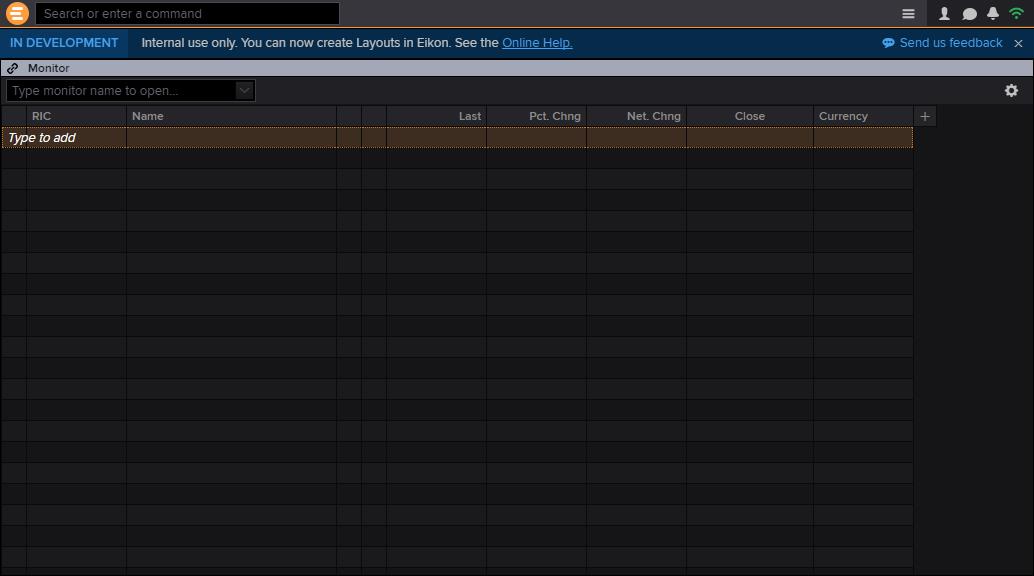 Search or enter a command
IN DEVELOPMENT Internal use only. You can now create Layouts in Eikon. See the Online Help. Send us feedback
Monitor
Type monitor name to open...
RIC Name Last Pct. Chng Net. Chng Close Currency +
Type to add